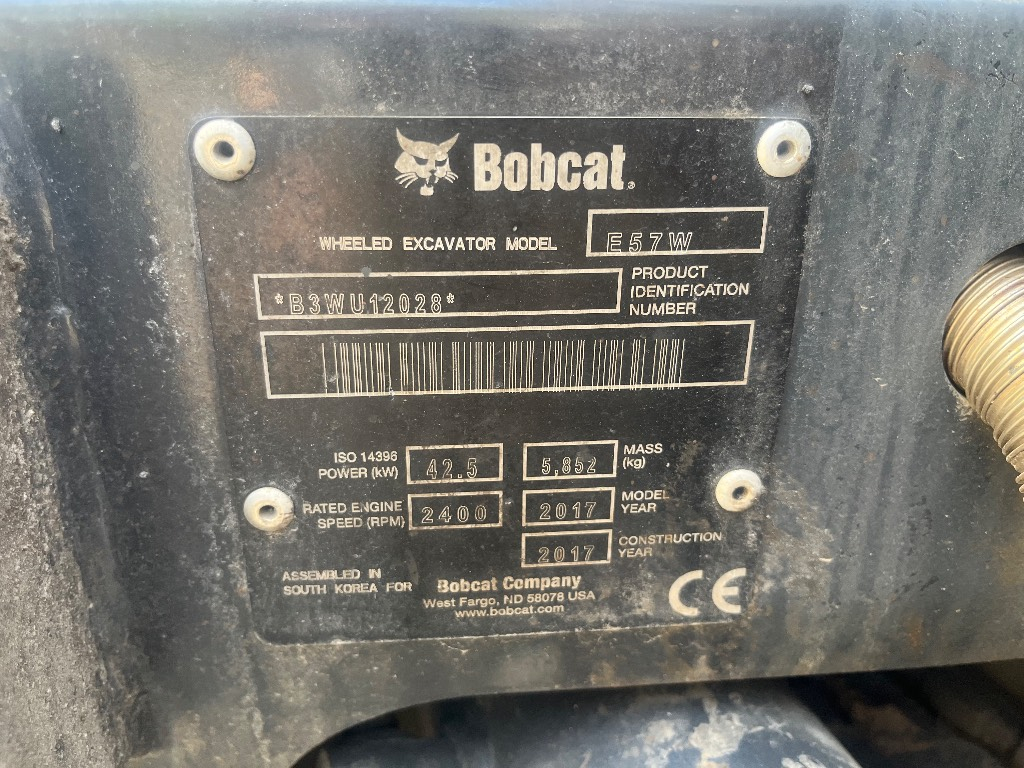 Bobcat®
WHEELED EXCAVATOR MODEL E57W
*B3WU12028*
PRODUCT
IDENTIFICATION
NUMBER
ISO 14396
POWER (kW) 42.5
5,852 MASS
(kg)
RATED ENGINE
SPEED (RPM) 2400
2017 MODEL
YEAR
2017 CONSTRUCTION
YEAR
ASSEMBLED IN
SOUTH KOREA FOR
Bobcat Company
West Fargo, ND 58078 USA
www.bobcat.com
CE